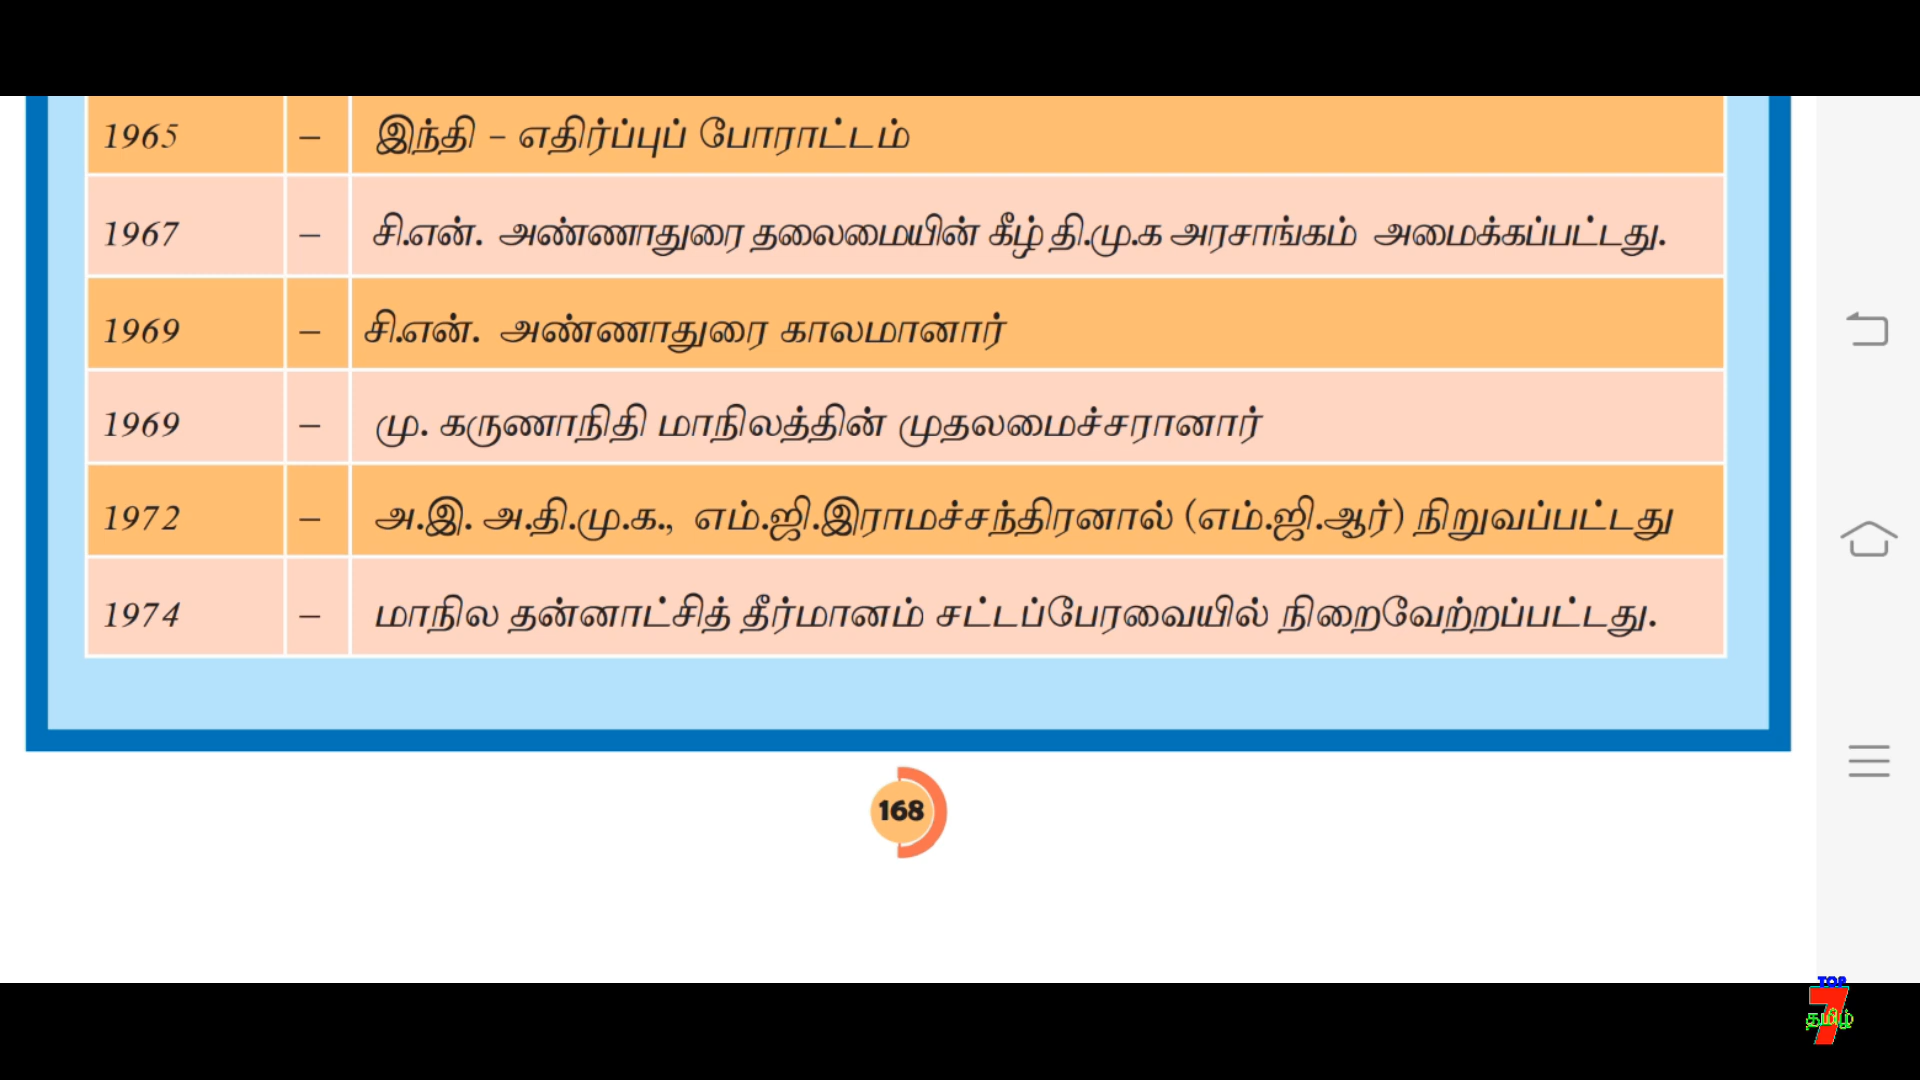 1965 – இந்தி – எதிர்ப்புப் போராட்டம்
1967 – சி.என். அண்ணாதுரை தலைமையின் கீழ் தி.மு.க அரசாங்கம் அமைக்கப்பட்டது.
1969 – சி.என். அண்ணாதுரை காலமானார்
1969 – மு. கருணாநிதி மாநிலத்தின் முதலமைச்சரானார்
1972 – அ.இ. அ.தி.மு.க., எம்.ஜி.இராமச்சந்திரனால் (எம்.ஜி.ஆர்) நிறுவப்பட்டது
1974 – மாநில தன்னாட்சித் தீர்மானம் சட்டப்பேரவையில் நிறைவேற்றப்பட்டது.
168
TOP
7
தமிழ்